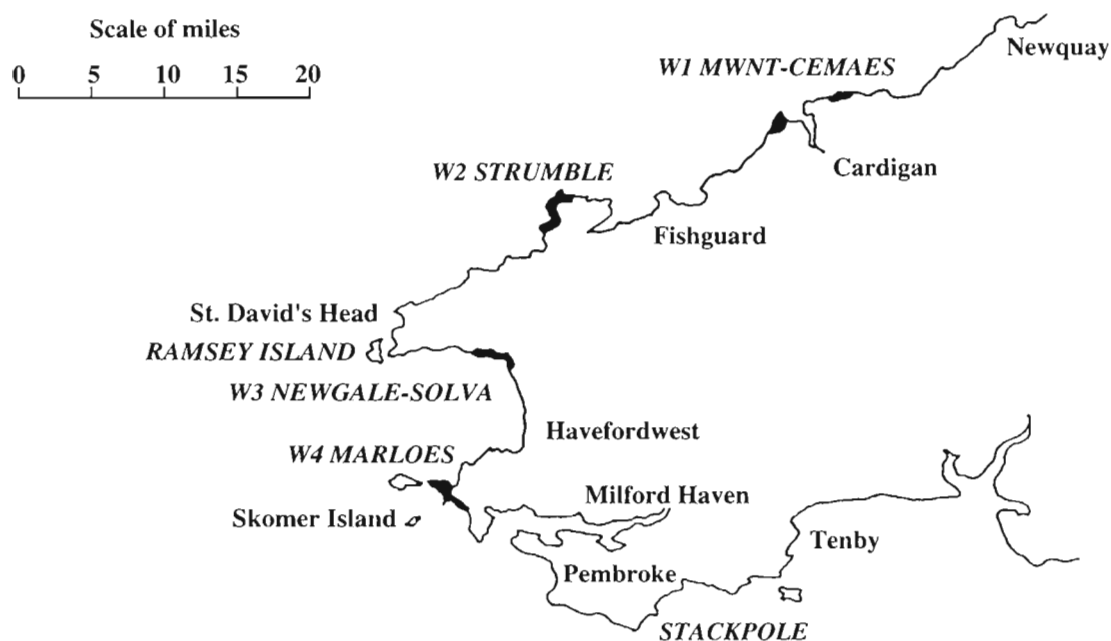 Scale of miles
0 5 10 15 20
Newquay
W1 MWNT-CEMAES
Cardigan
W2 STRUMBLE
Fishguard
St. David's Head
RAMSEY ISLAND
W3 NEWGALE-SOLVA
Havefordwest
W4 MARLOES
Milford Haven
Skomer Island
Tenby
Pembroke
STACKPOLE